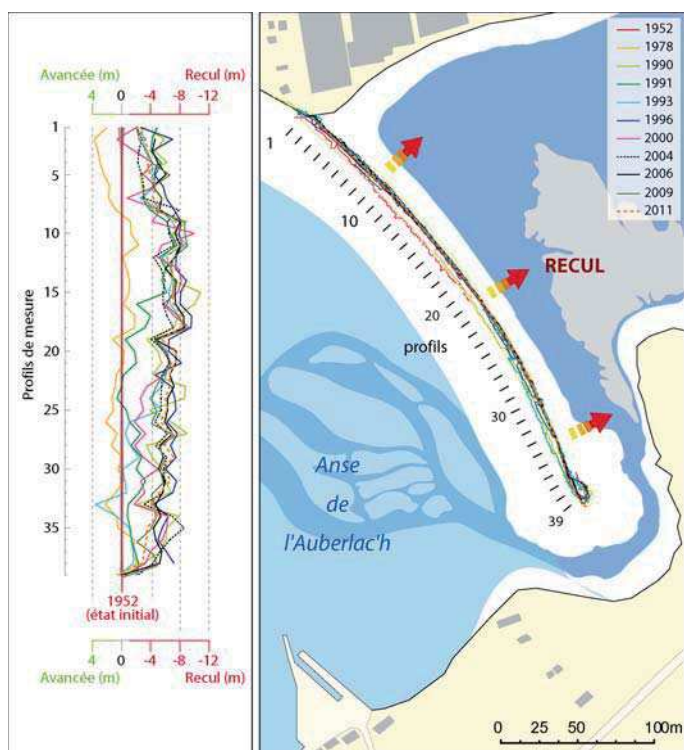 Avancée (m) Recul (m)
4 0 -4 -8 -12
Profils de mesure
1
5
10
15
20
25
30
35
1952
(état initial)
4 0 -4 -8 -12
Avancée (m) Recul (m)
1952
1978
1990
1991
1993
1996
2000
2004
2006
2009
2011
1
10
RECUL
20
profils
30
39
Anse
de
l'Auberlac'h
0 25 50 100m